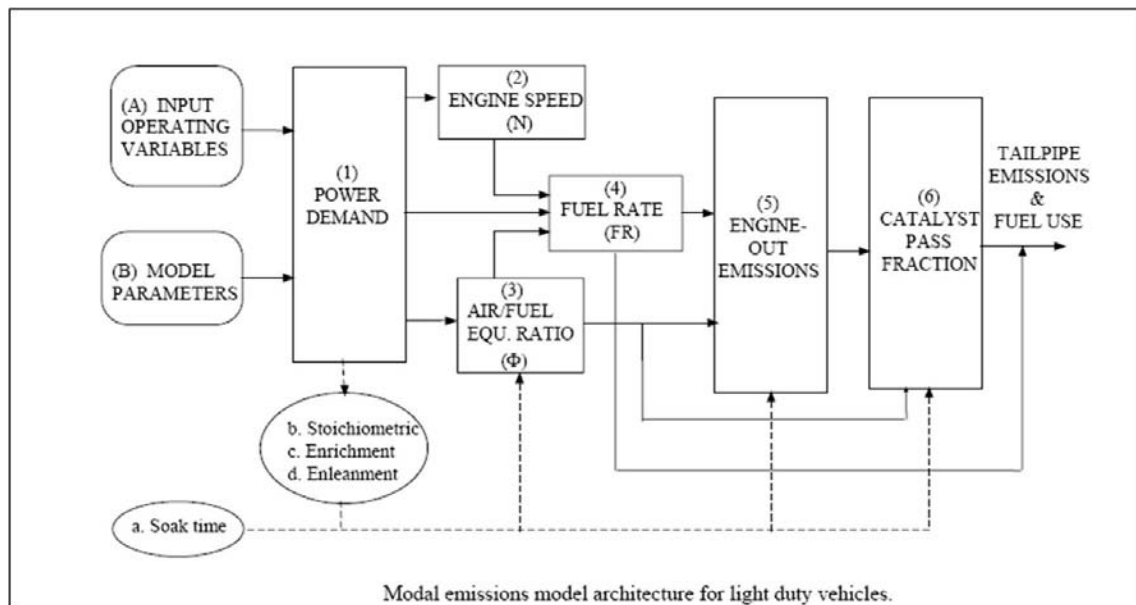 (A) INPUT
OPERATING
VARIABLES
(B) MODEL
PARAMETERS
(1)
POWER
DEMAND
(2)
ENGINE SPEED
(N)
(4)
FUEL RATE
(FR)
(3)
AIR/FUEL
EQU. RATIO
(Φ)
(5)
ENGINE-
OUT
EMISSIONS
(6)
CATALYST
PASS
FRACTION
TAILPIPE
EMISSIONS
&
FUEL USE
b. Stoichiometric
c. Enrichment
d. Enleanment
a. Soak time
Modal emissions model architecture for light duty vehicles.